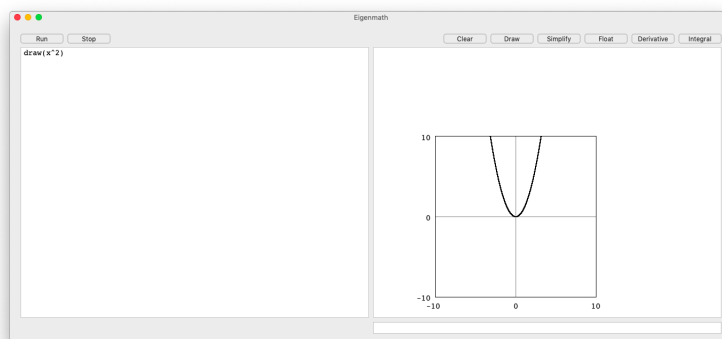 Eigenmath
Run Stop Clear Draw Simplify Float Derivative Integral
draw(x^2)
10
0
-10
-10 0 10